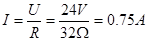 I = U/R = 24V/32Ω = 0.75A